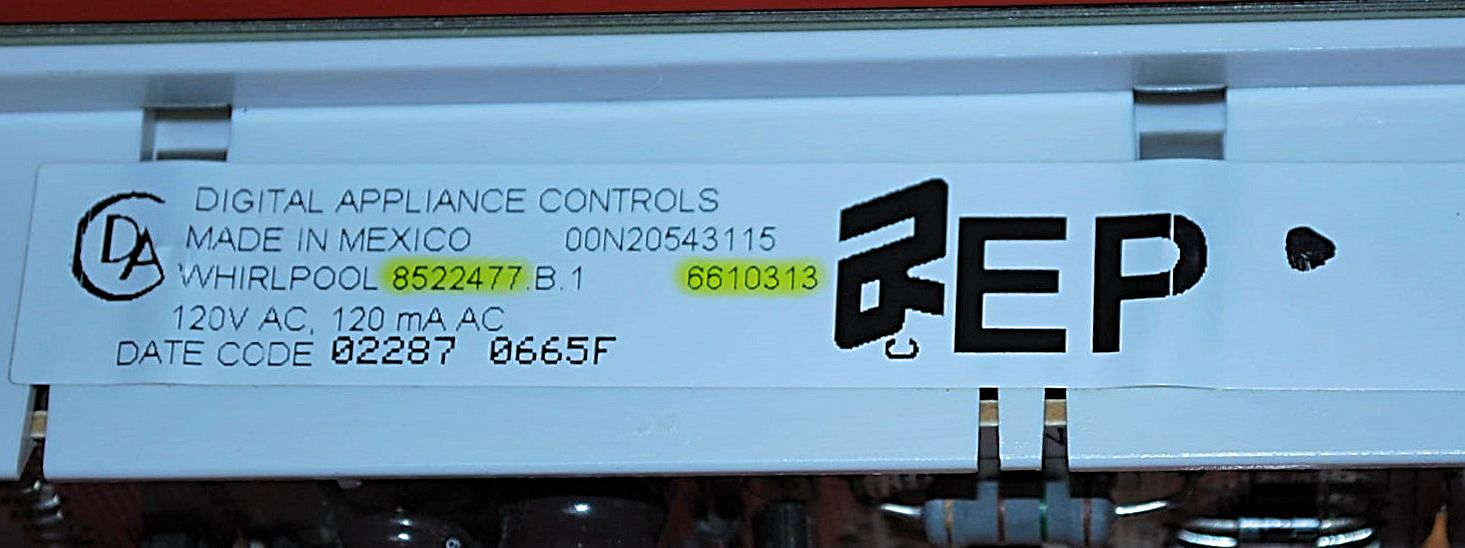 DIGITAL APPLIANCE CONTROLS
MADE IN MEXICO 00N20543115
WHIRLPOOL 8522477.B.1 6610313
120V AC, 120 mA AC
DATE CODE 02287 0665F
DA
C
EP